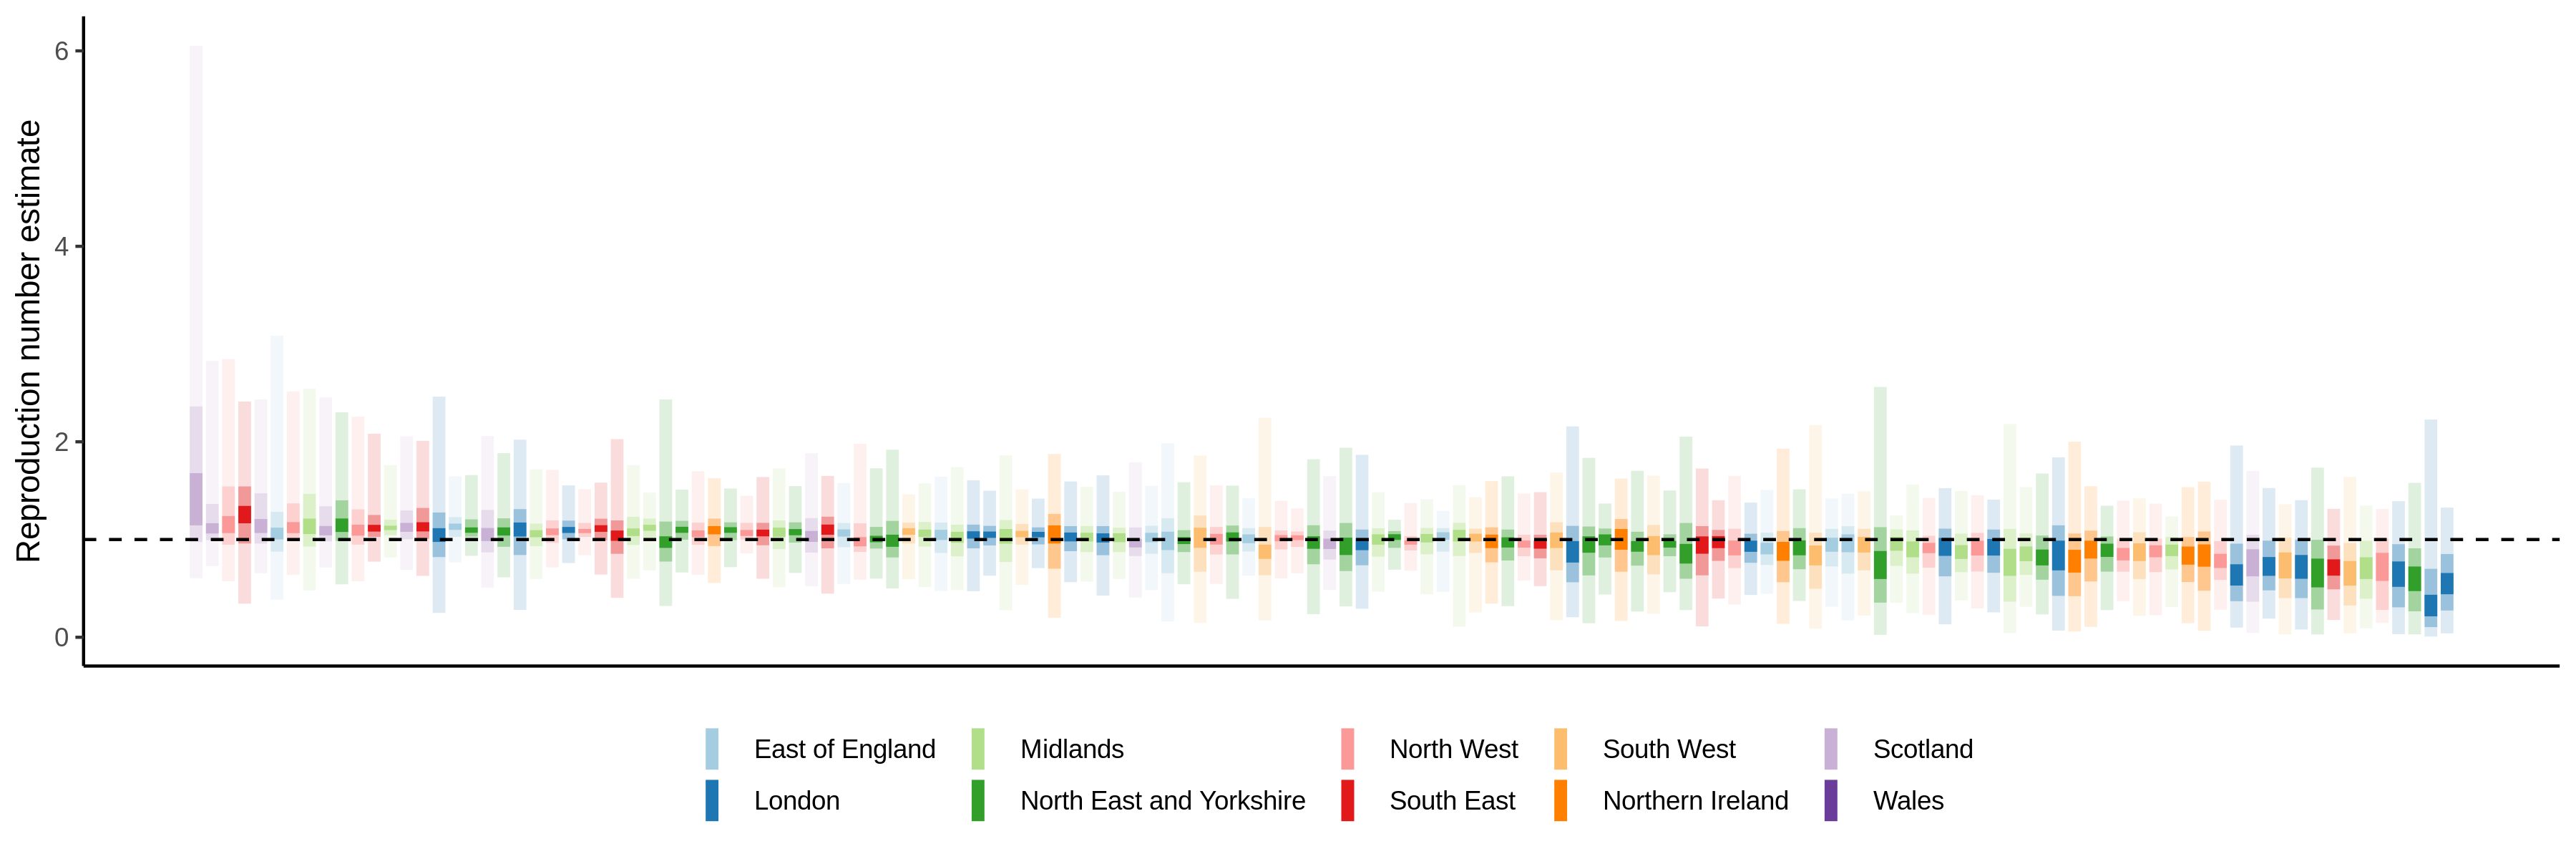 Reproduction number estimate
6
4
2
0
East of England
Midlands
North West
South West
Scotland
London
North East and Yorkshire
South East
Northern Ireland
Wales